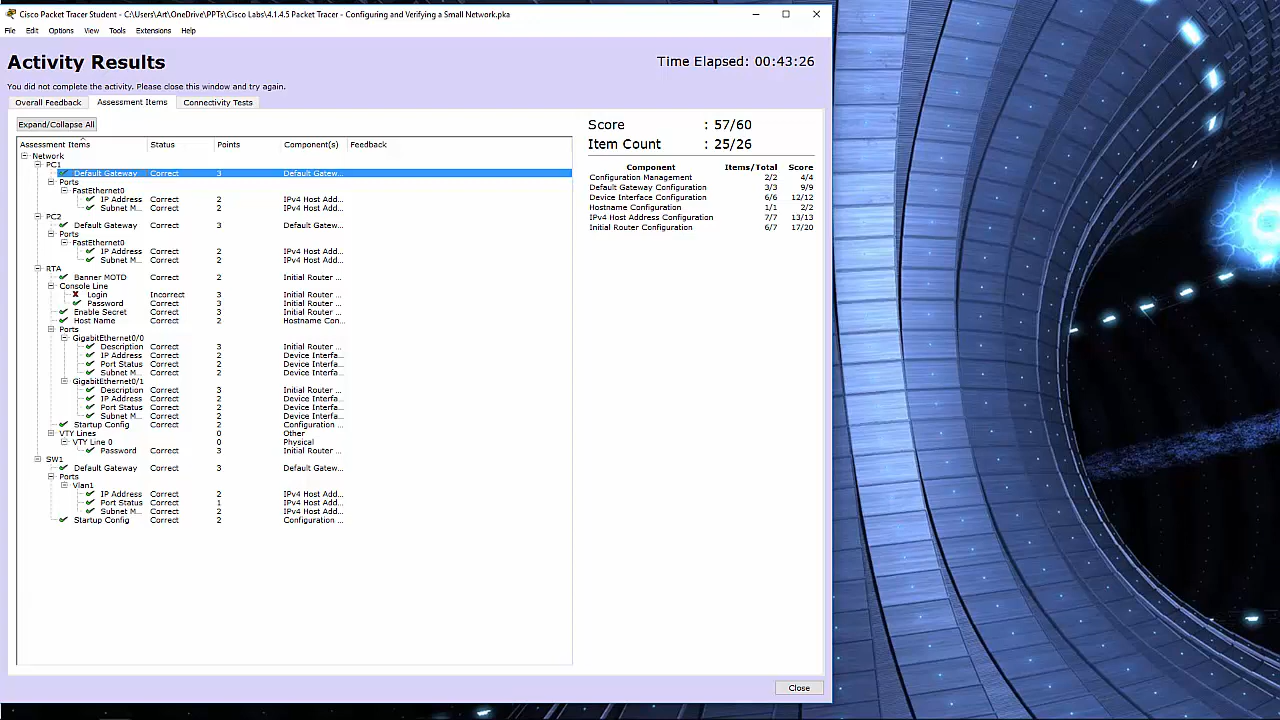 Cisco Packet Tracer Student - C:\Users\Art\OneDrive\PPTs\Cisco Labs\4.1.4.5 Packet Tracer - Configuring and Verifying a Small Network.pka
File Edit Options View Tools Extensions Help
Activity Results
Time Elapsed: 00:43:26
You did not complete the activity. Please close this window and try again.
Overall Feedback Assessment Items Connectivity Tests
Expand/Collapse All
Assessment Items Status Points Component(s) Feedback
Network
PC1
Default Gateway Correct 3 Default Gatew...
Ports
FastEthernet0
IP Address Correct 2 IPv4 Host Add...
Subnet M... Correct 2 IPv4 Host Add...
PC2
Default Gateway Correct 3 Default Gatew...
Ports
FastEthernet0
IP Address Correct 2 IPv4 Host Add...
Subnet M... Correct 2 IPv4 Host Add...
RTA
Banner MOTD Correct 2 Initial Router ...
Console Line
Login Incorrect 3 Initial Router ...
Password Correct 3 Initial Router ...
Enable Secret Correct 3 Initial Router ...
Host Name Correct 2 Hostname Con...
Ports
GigabitEthernet0/0
Description Correct 3 Initial Router ...
IP Address Correct 2 Device Interfa...
Port Status Correct 2 Device Interfa...
Subnet M... Correct 2 Device Interfa...
GigabitEthernet0/1
Description Correct 3 Initial Router ...
IP Address Correct 2 Device Interfa...
Port Status Correct 2 Device Interfa...
Subnet M... Correct 2 Device Interfa...
Startup Config Correct 2 Configuration ...
VTY Lines 0 Other
VTY Line 0 0 Physical
Password Correct 3 Initial Router ...
SW1
Default Gateway Correct 3 Default Gatew...
Ports
Vlan1
IP Address Correct 2 IPv4 Host Add...
Port Status Correct 1 IPv4 Host Add...
Subnet M... Correct 2 IPv4 Host Add...
Startup Config Correct 2 Configuration ...
Score : 57/60
Item Count : 25/26
Component Items/Total Score
Configuration Management 2/2 4/4
Default Gateway Configuration 3/3 9/9
Device Interface Configuration 6/6 12/12
Hostname Configuration 1/1 2/2
IPv4 Host Address Configuration 7/7 13/13
Initial Router Configuration 6/7 17/20
Close